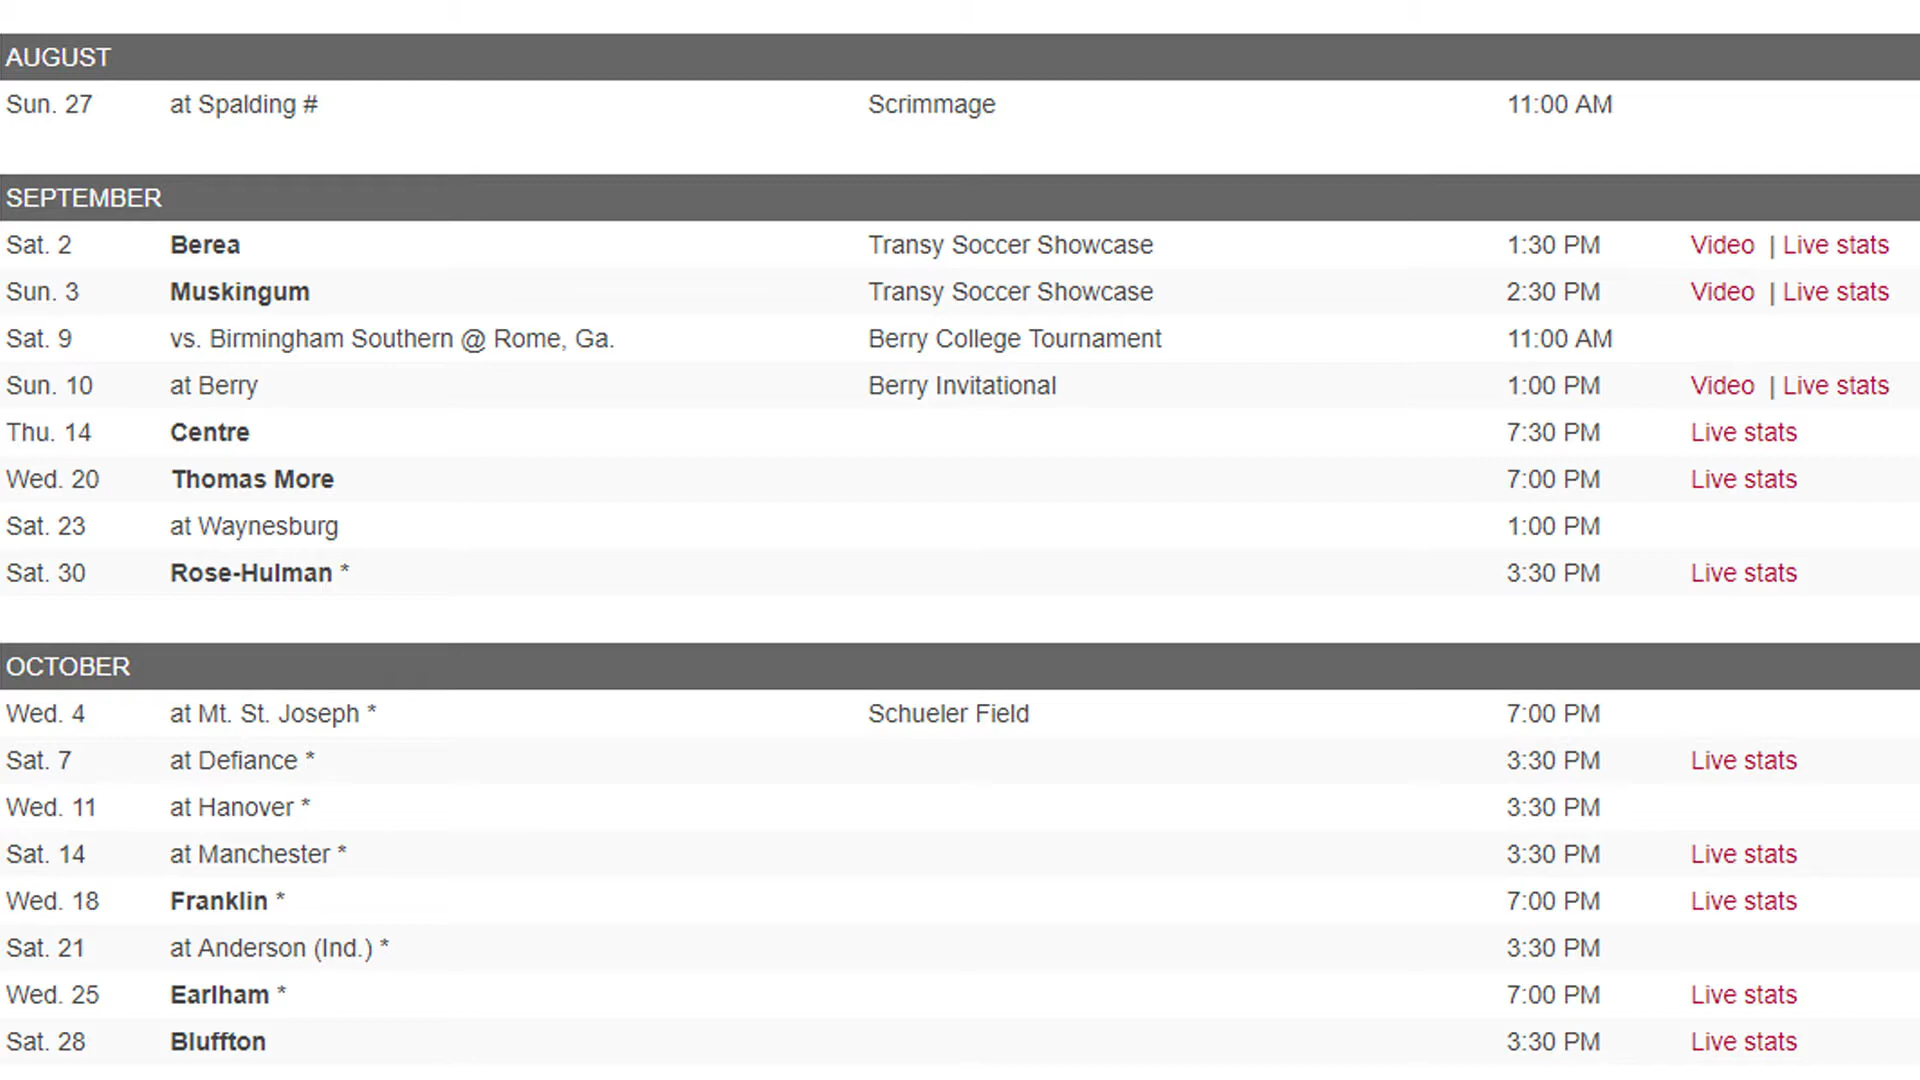 AUGUST
Sun. 27 at Spalding # Scrimmage 11:00 AM
SEPTEMBER
Sat. 2 Berea Transy Soccer Showcase 1:30 PM Video | Live stats
Sun. 3 Muskingum Transy Soccer Showcase 2:30 PM Video | Live stats
Sat. 9 vs. Birmingham Southern @ Rome, Ga. Berry College Tournament 11:00 AM
Sun. 10 at Berry Berry Invitational 1:00 PM Video | Live stats
Thu. 14 Centre 7:30 PM Live stats
Wed. 20 Thomas More 7:00 PM Live stats
Sat. 23 at Waynesburg 1:00 PM
Sat. 30 Rose-Hulman * 3:30 PM Live stats
OCTOBER
Wed. 4 at Mt. St. Joseph * Schueler Field 7:00 PM
Sat. 7 at Defiance * 3:30 PM Live stats
Wed. 11 at Hanover * 3:30 PM
Sat. 14 at Manchester * 3:30 PM Live stats
Wed. 18 Franklin * 7:00 PM Live stats
Sat. 21 at Anderson (Ind.) * 3:30 PM
Wed. 25 Earlham * 7:00 PM Live stats
Sat. 28 Bluffton 3:30 PM Live stats